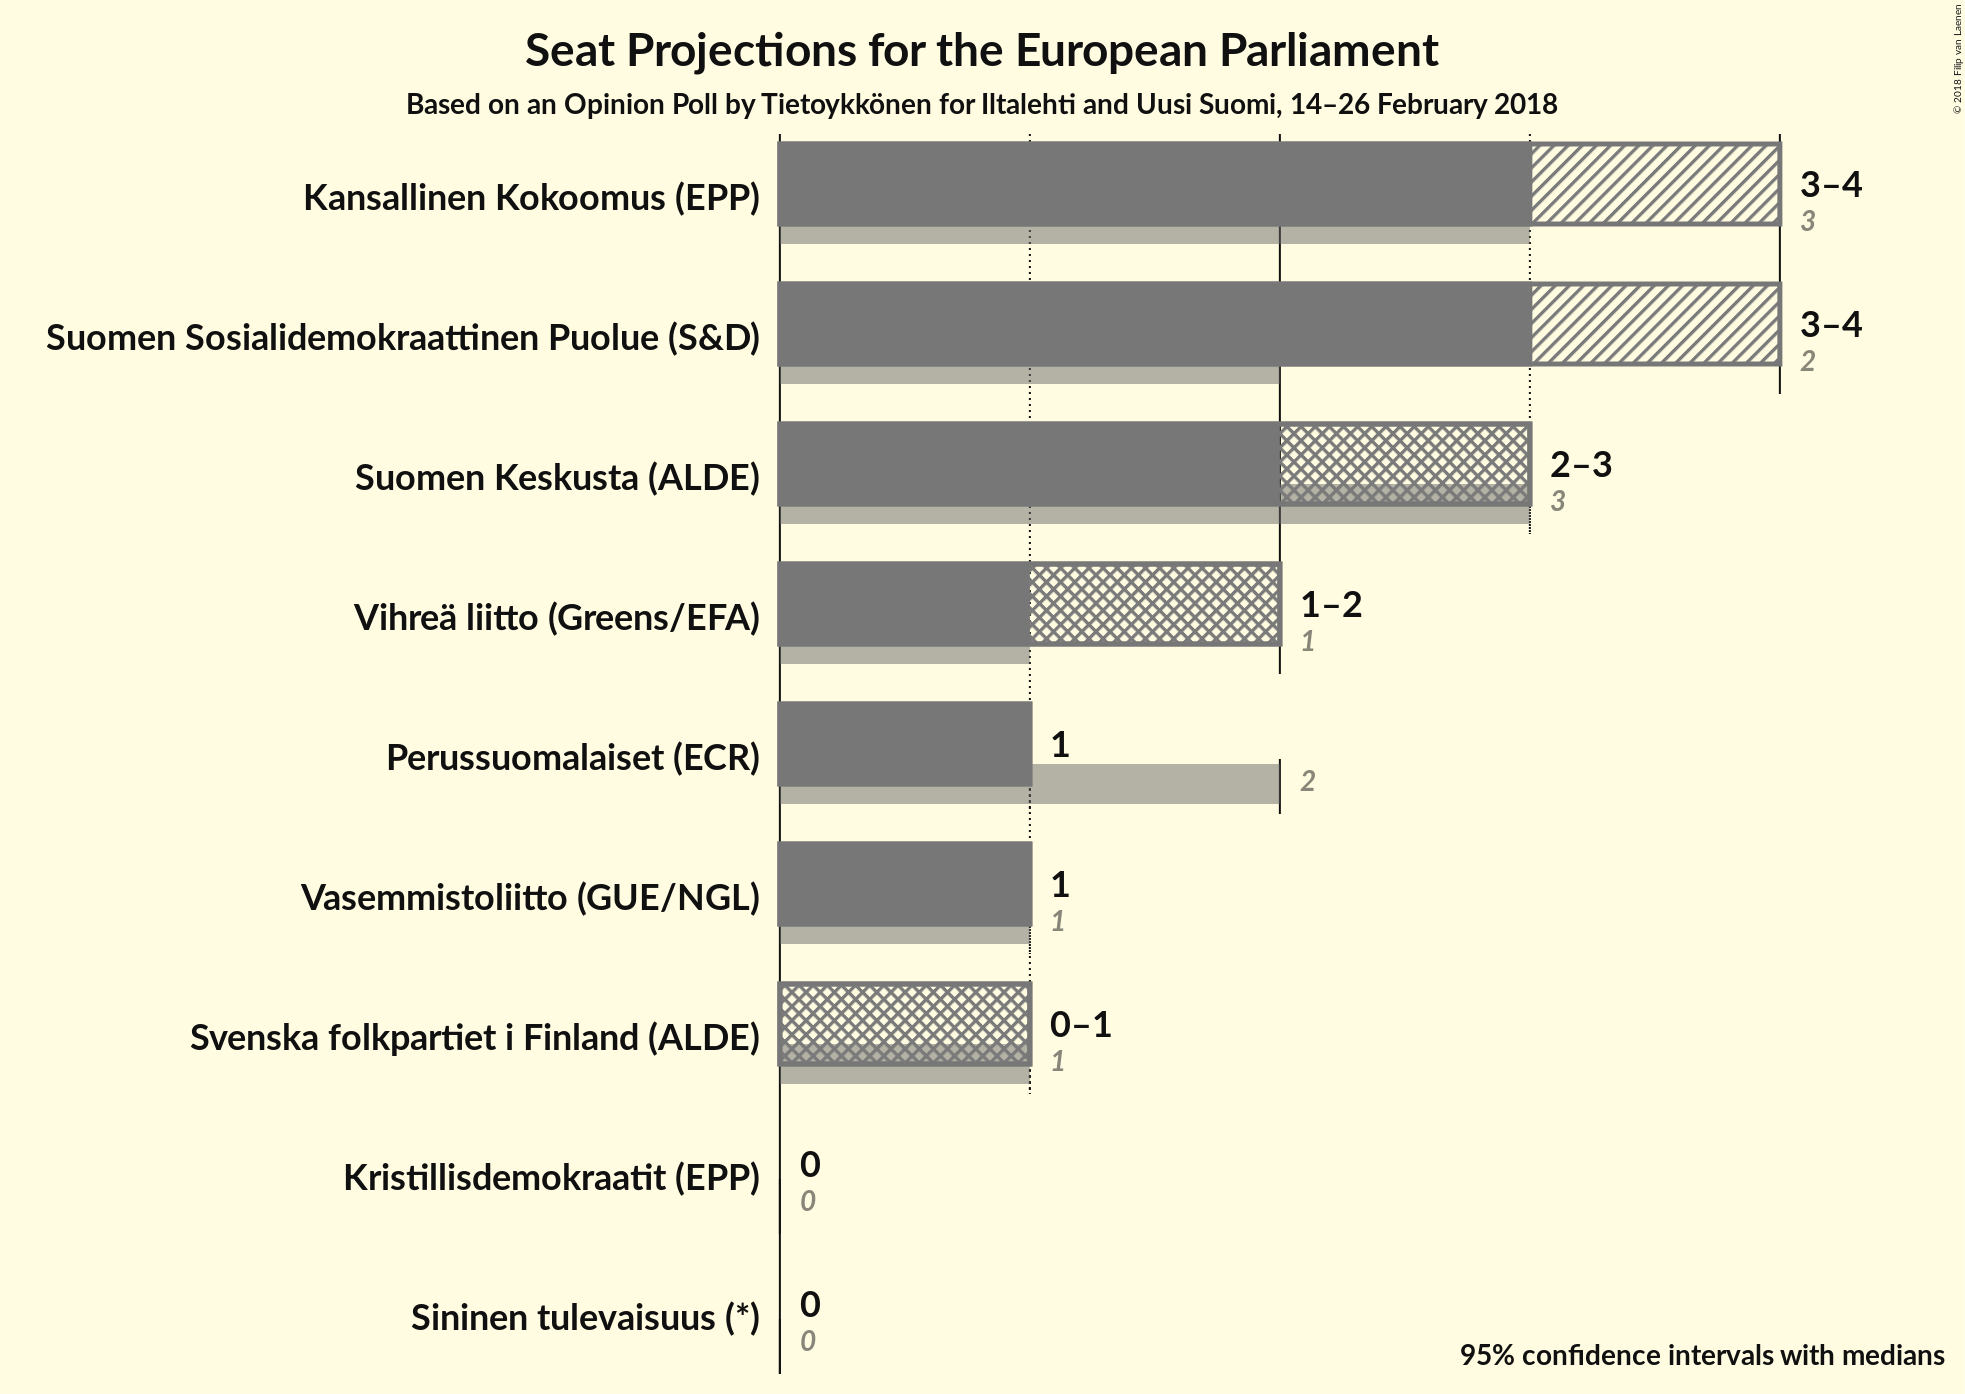 Seat Projections for the European Parliament
Based on an Opinion Poll by Tietoykkönen for Iltalehti and Uusi Suomi, 14–26 February 2018
© 2018 Filip van Laenen
Kansallinen Kokoomus (EPP)
3–4
3
Suomen Sosialidemokraattinen Puolue (S&D)
3–4
2
Suomen Keskusta (ALDE)
2–3
3
Vihreä liitto (Greens/EFA)
1–2
1
Perussuomalaiset (ECR)
1
2
Vasemmistoliitto (GUE/NGL)
1
1
Svenska folkpartiet i Finland (ALDE)
0–1
1
Kristillisdemokraatit (EPP)
0
0
Sininen tulevaisuus (*)
0
0
95% confidence intervals with medians